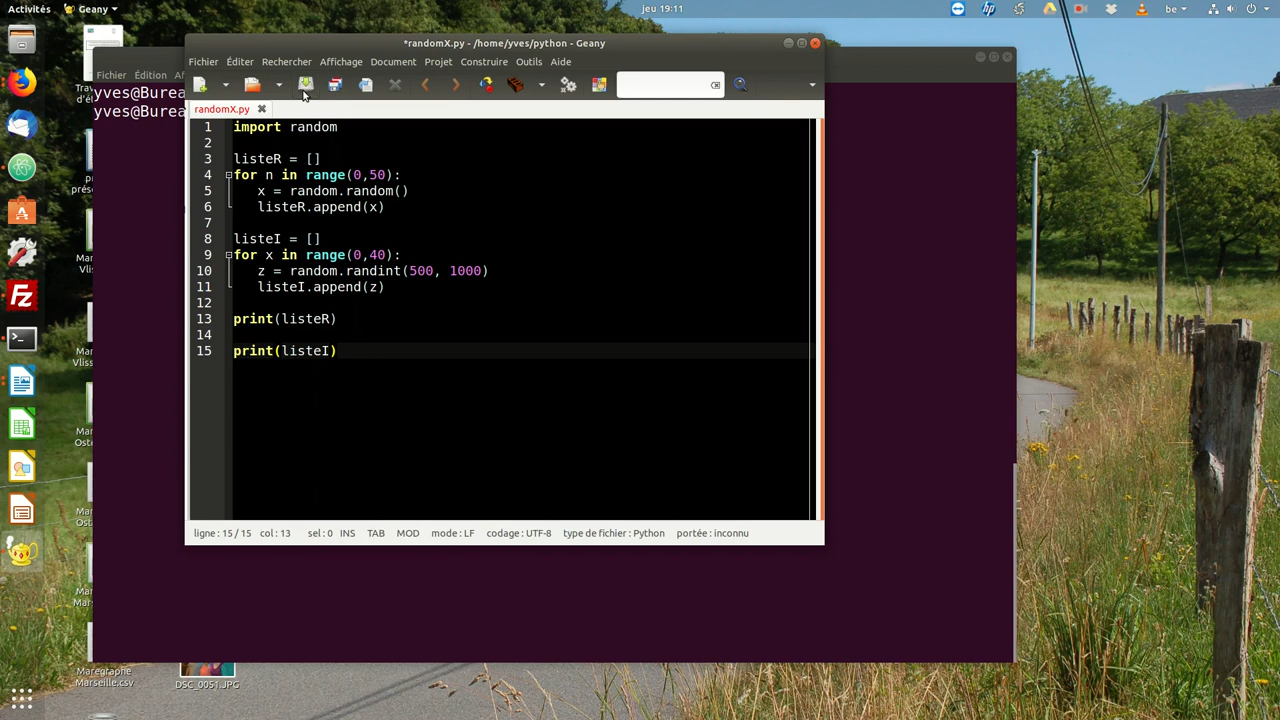 Activités
Geany
jeu 19:11
be
*randomX.py - /home/yves/python - Geany
Fichier Édition
yves@Burea
yves@Burea
Fichier Éditer Rechercher Affichage Document Projet Construire Outils Aide
randomX.py
1 import random
2
3 listeR = []
4 for n in range(0,50):
5 x = random.random()
6 listeR.append(x)
7
8 listeI = []
9 for x in range(0,40):
10 z = random.randint(500, 1000)
11 listeI.append(z)
12
13 print(listeR)
14
15 print(listeI)
ligne : 15 / 15 col : 13 sel : 0 INS TAB MOD mode : LF codage : UTF-8 type de fichier : Python portée : inconnu
Maregraphe
Marseille.csv
DSC_0051.JPG